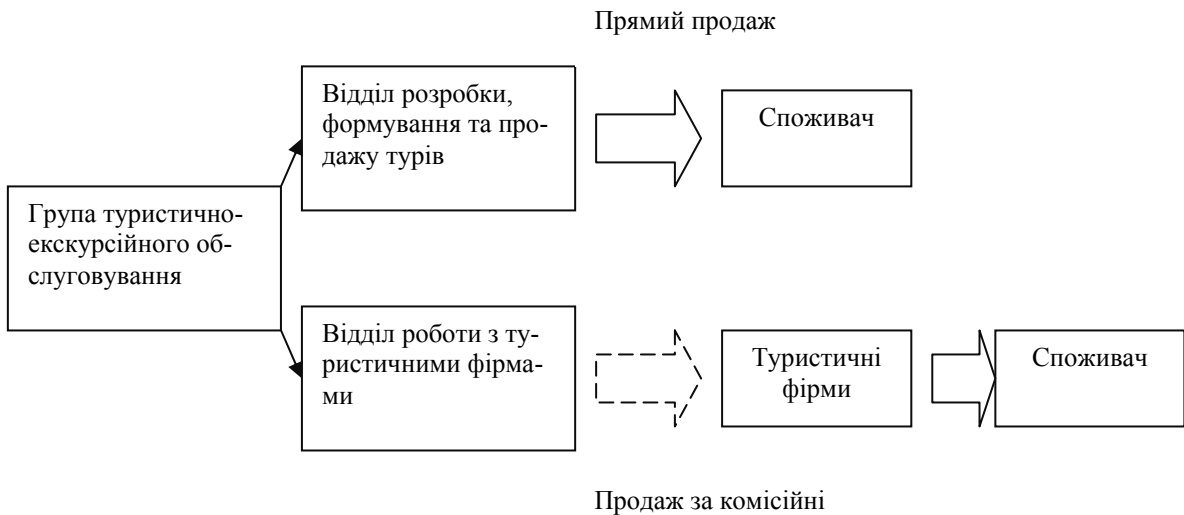 Прямий продаж
Відділ розробки,
формування та про-
дажу турів
Споживач
Група туристично-
екскурсійного об-
слуговування
Відділ роботи з ту-
ристичними фірма-
ми
Туристичні
фірми
Споживач
Продаж за комісійні